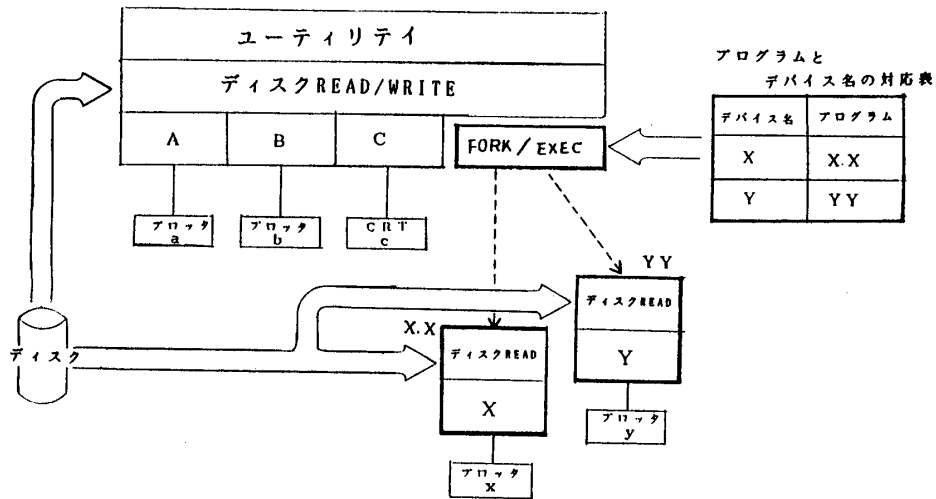 ユーティリティ
ディスクREAD/WRITE
A
B
C
FORK/EXEC
プログラムと
デバイス名の対応表
デバイス名
プログラム
X
X.X
Y
YY
プロッタ
a
プロッタ
b
CRT
c
YY
ディスクREAD
Y
プロッタ
y
X.X
ディスクREAD
X
プロッタ
x
ディスク